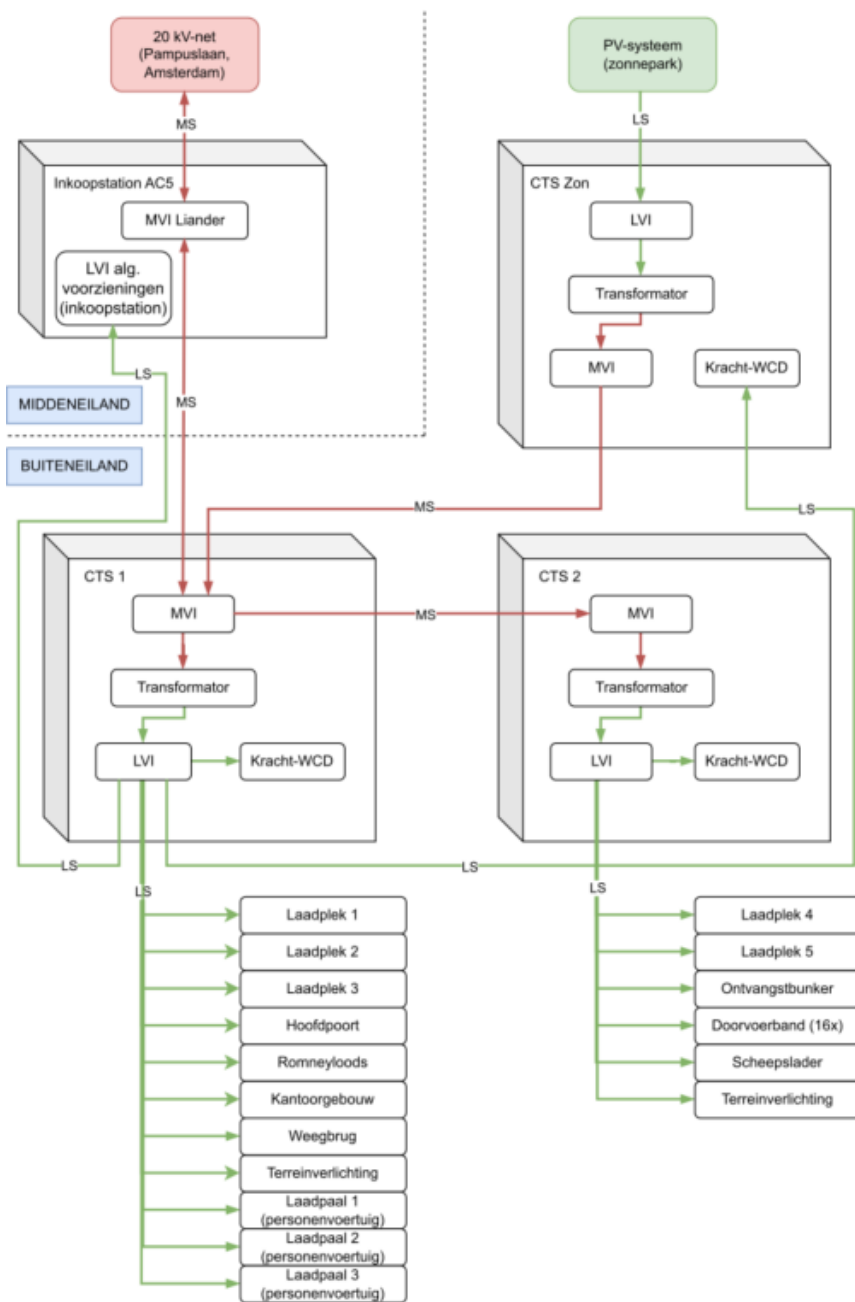 20 kV-net
(Pampuslaan,
Amsterdam)
PV-systeem
(zonnepark)
MS
LS
Inkoopstation AC5
MVI Liander
LVI alg.
voorzieningen
(inkoopstation)
CTS Zon
LVI
Transformator
MVI
Kracht-WCD
LS
MS
MIDDENEILAND
BUITENEILAND
MS
LS
CTS 1
MVI
Transformator
LVI
Kracht-WCD
MS
CTS 2
MVI
Transformator
LVI
Kracht-WCD
LS
LS
LS
LS
Laadplek 1
Laadplek 2
Laadplek 3
Hoofdpoort
Romneyloods
Kantoorgebouw
Weegbrug
Terreinverlichting
Laadpaal 1
(personenvoertuig)
Laadpaal 2
(personenvoertuig)
Laadpaal 3
(personenvoertuig)
Laadplek 4
Laadplek 5
Ontvangstbunker
Doorvoerband (16x)
Scheepslader
Terreinverlichting